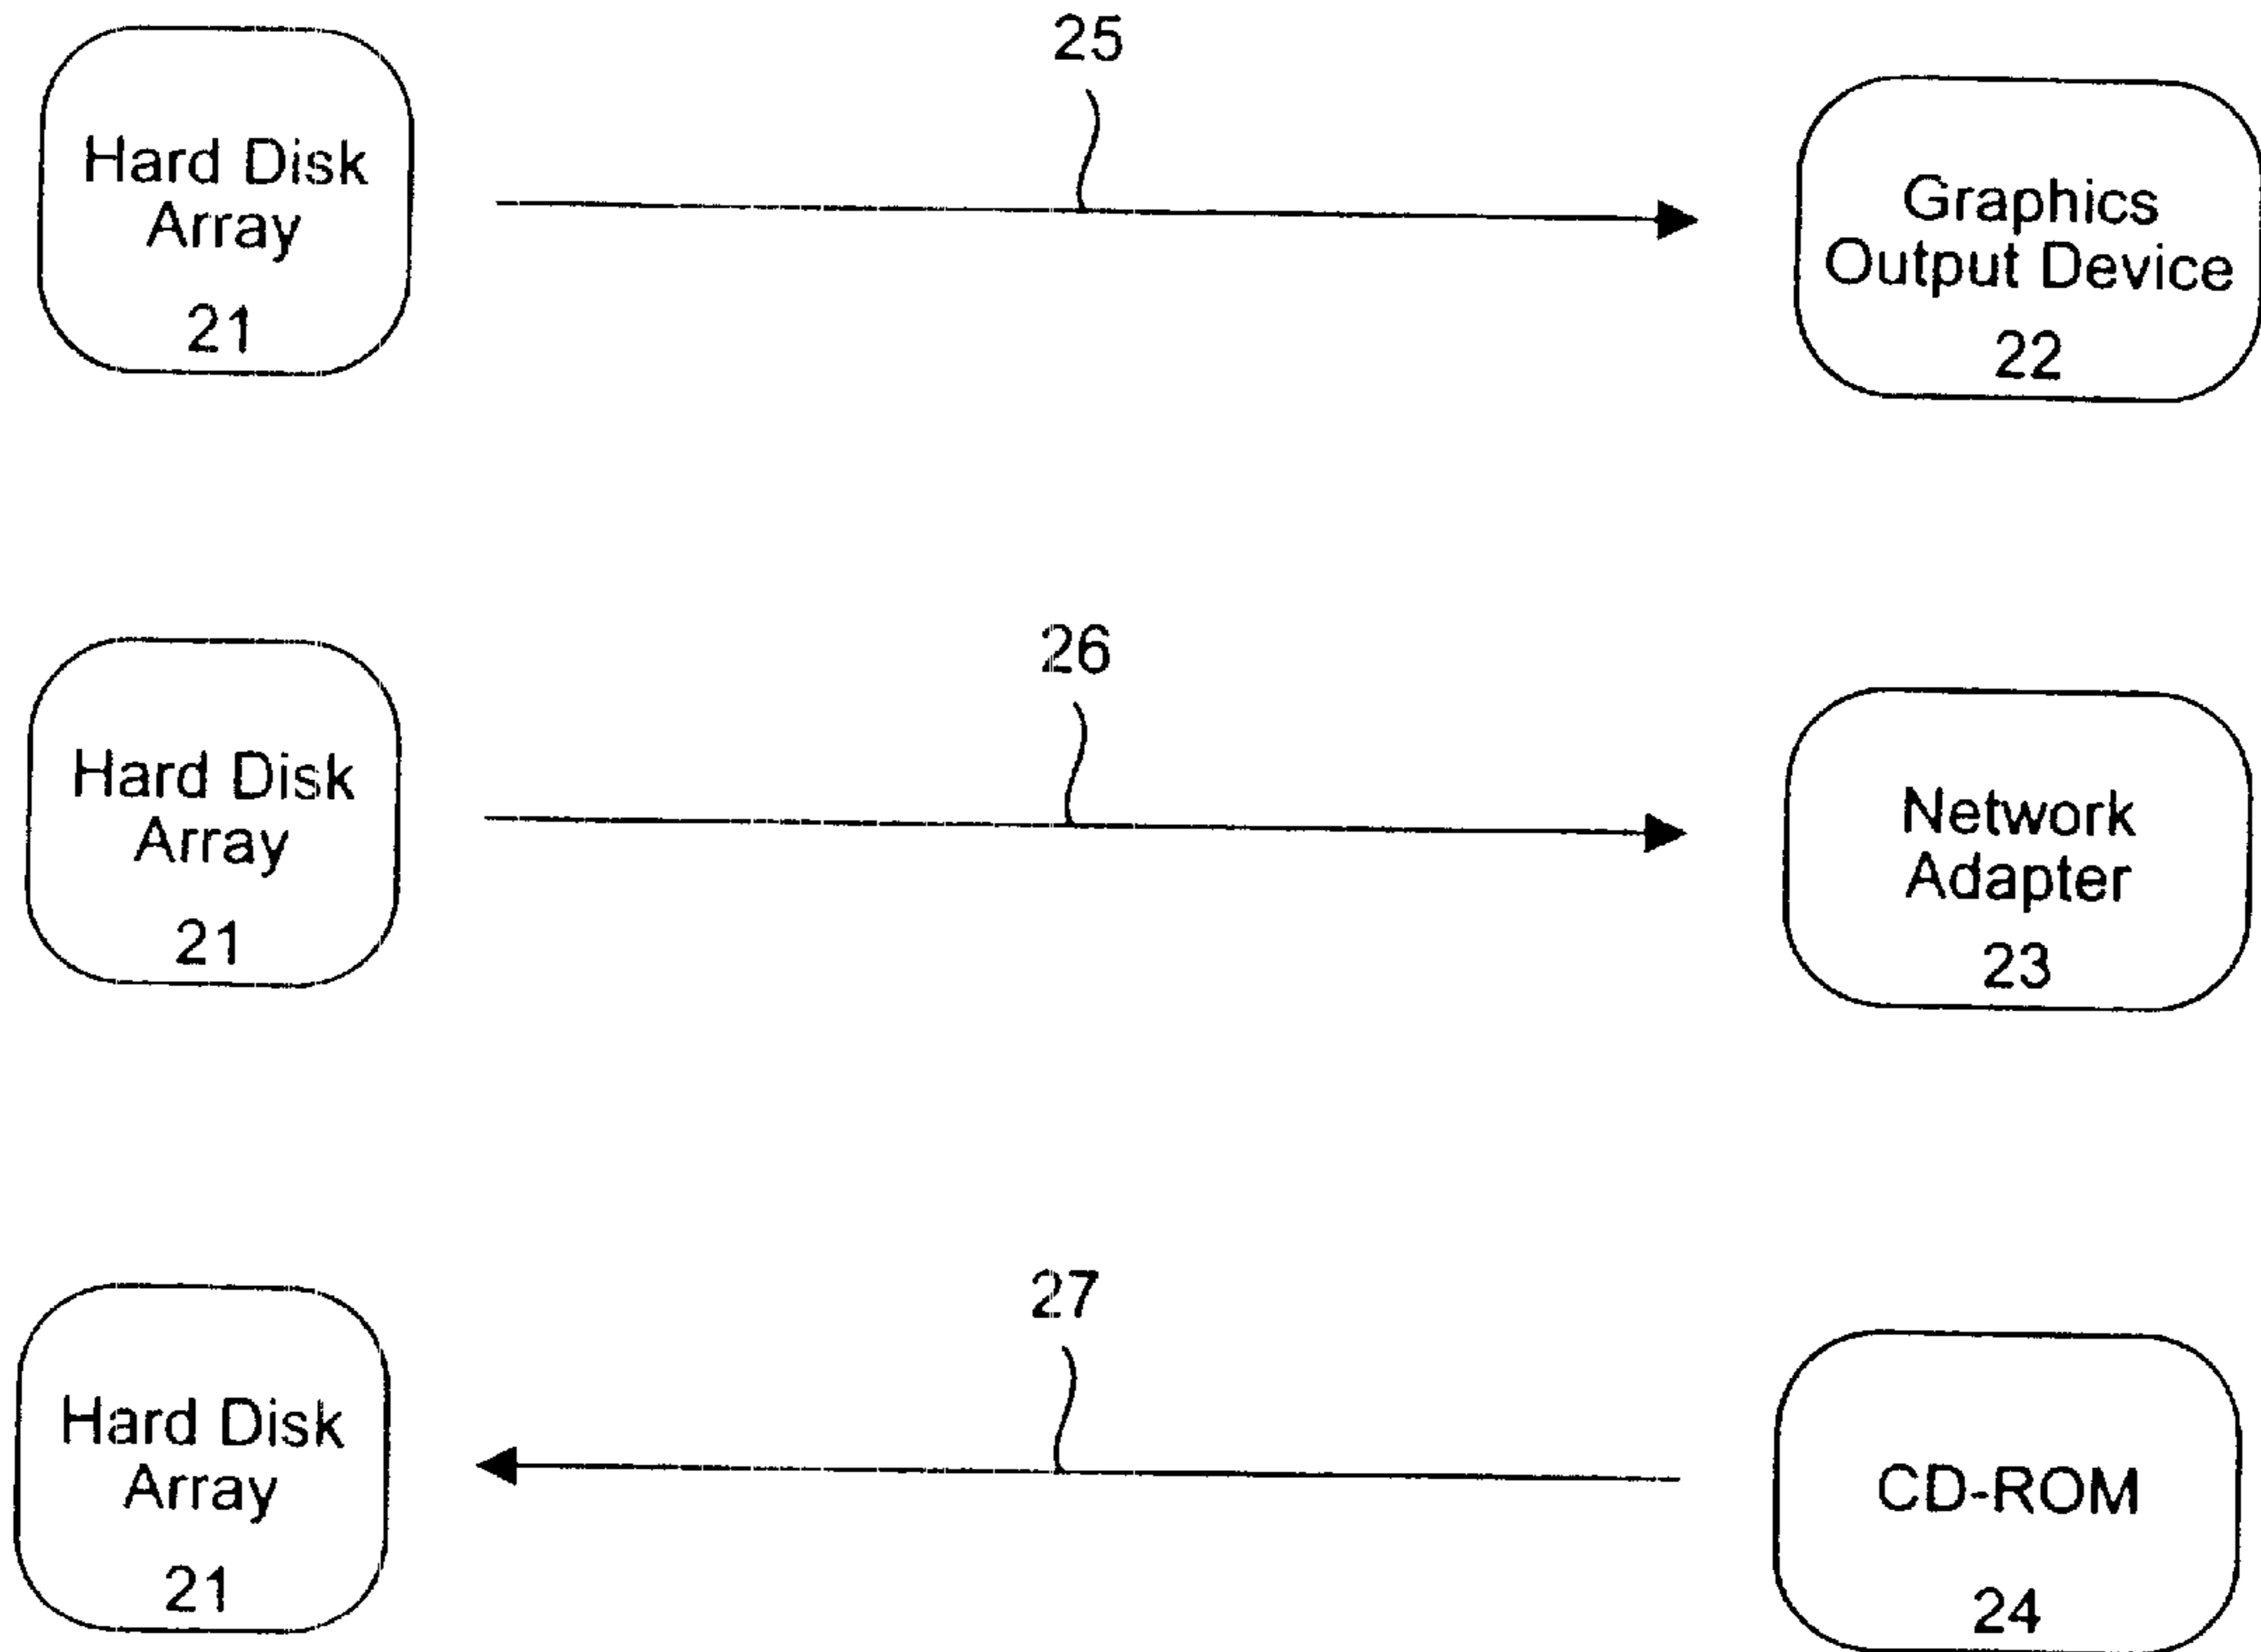 25
Hard Disk
Array
21
Graphics
Output Device
22
26
Hard Disk
Array
21
Network
Adapter
23
27
Hard Disk
Array
21
CD-ROM
24